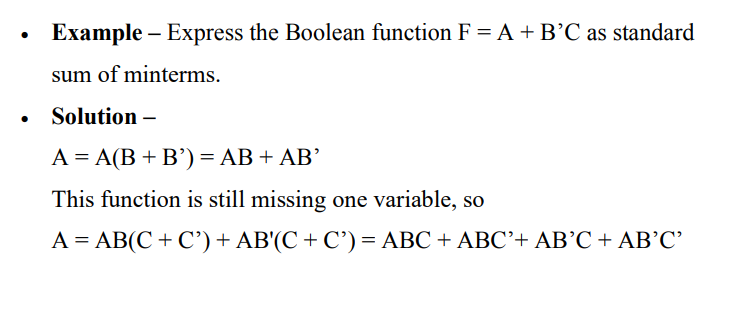 • Example – Express the Boolean function F = A + B’C as standard
sum of minterms.
• Solution –
A = A(B + B’) = AB + AB’
This function is still missing one variable, so
A = AB(C + C’) + AB'(C + C’) = ABC + ABC’+ AB’C + AB’C’